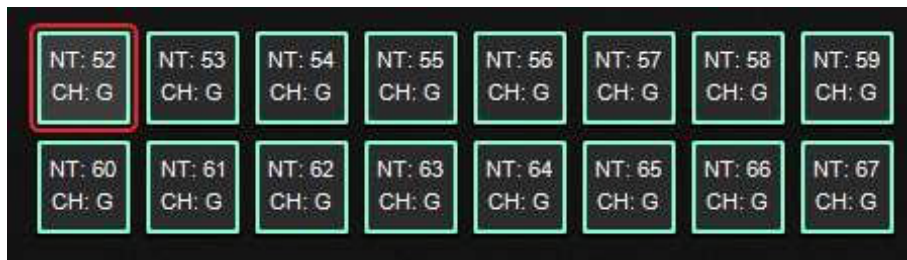 NT: 52 NT: 53 NT: 54 NT: 55 NT: 56 NT: 57 NT: 58 NT: 59
CH: G CH: G CH: G CH: G CH: G CH: G CH: G CH: G
NT: 60 NT: 61 NT: 62 NT: 63 NT: 64 NT: 65 NT: 66 NT: 67
CH: G CH: G CH: G CH: G CH: G CH: G CH: G CH: G